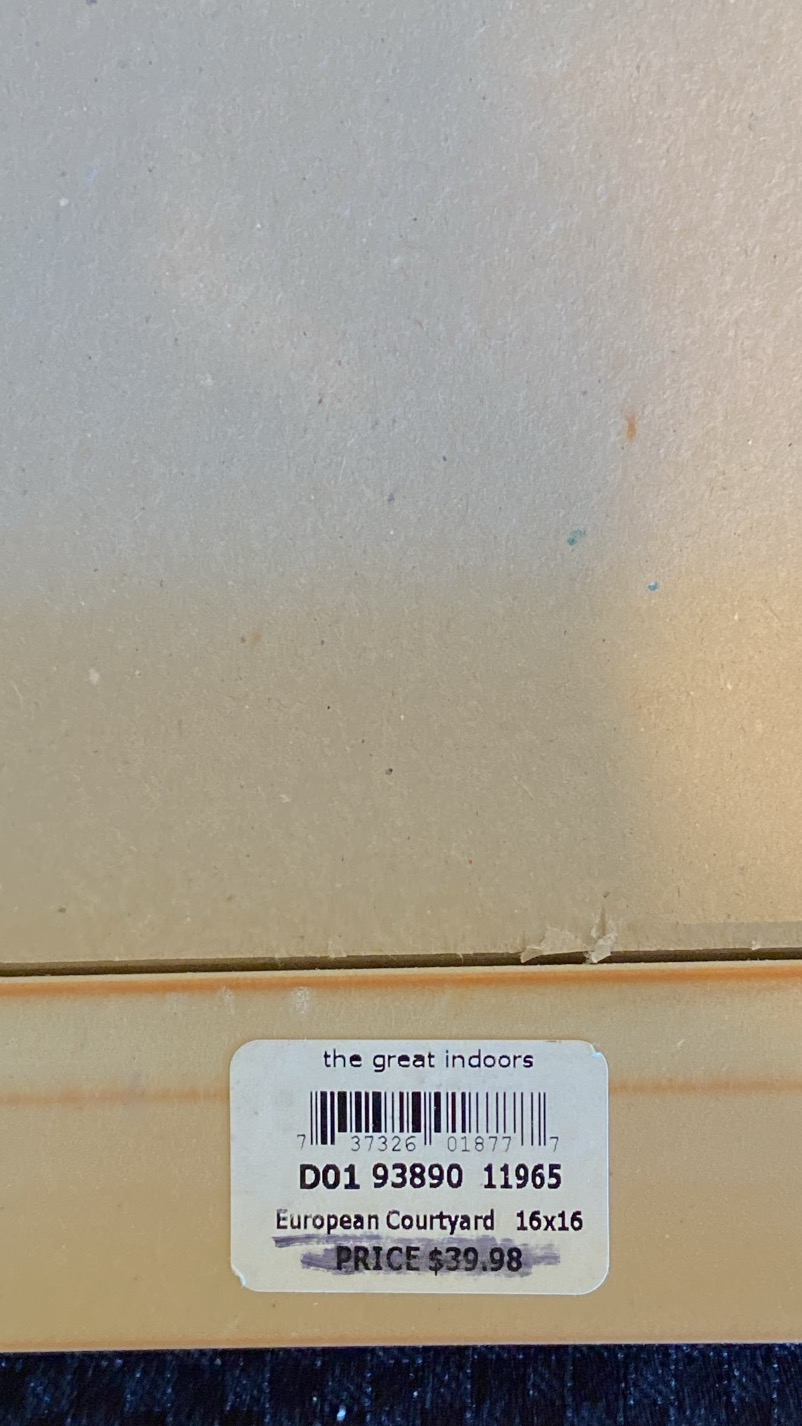 the great indoors
7 37326 01877 7
D01 93890 11965
European Courtyard 16x16
PRICE $39.98